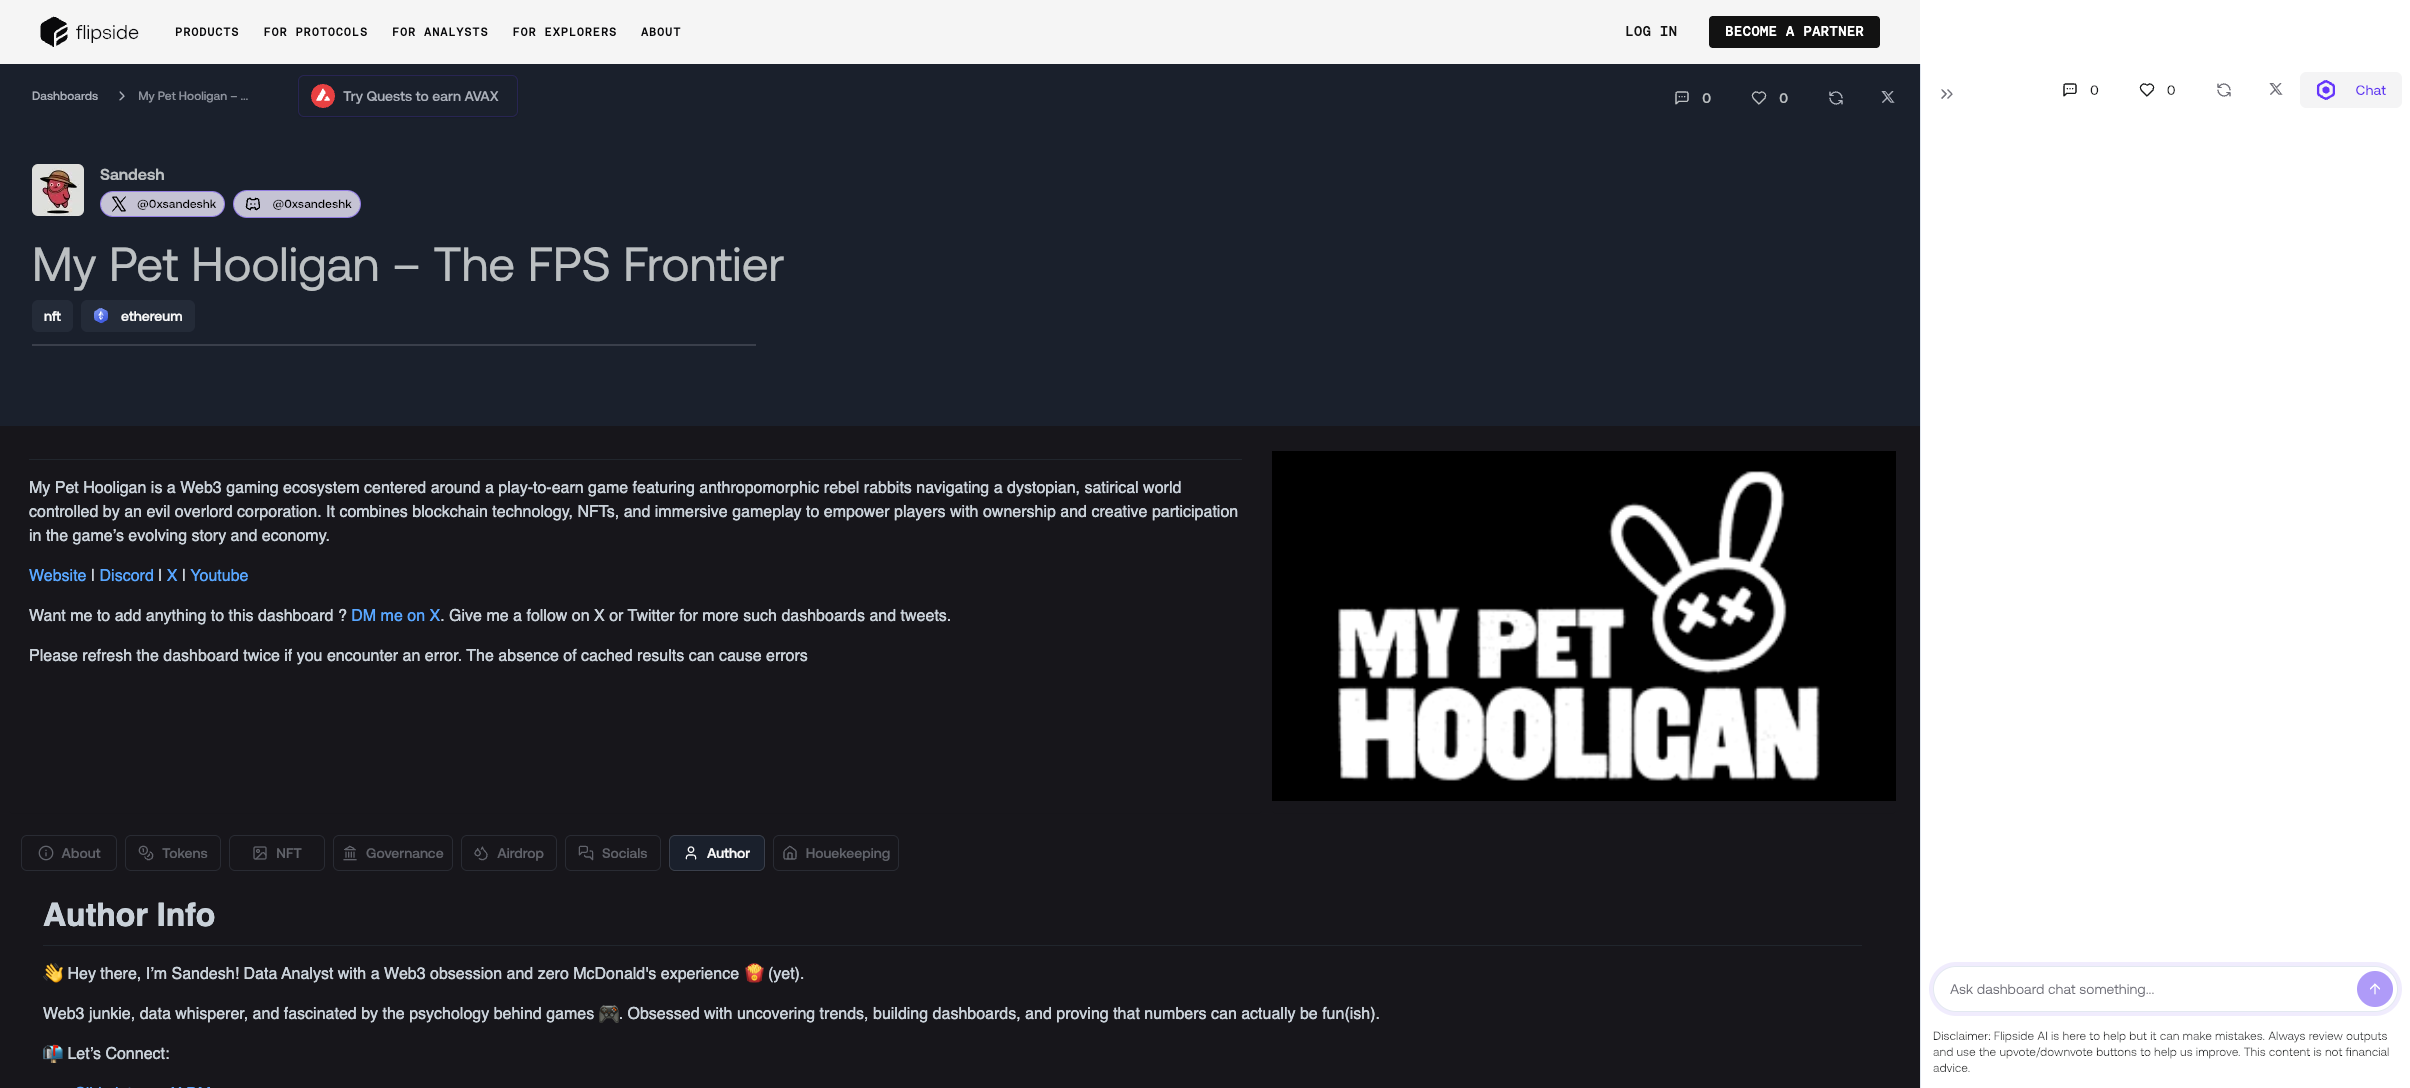 flipside
PRODUCTS
FOR PROTOCOLS
FOR ANALYSTS
FOR EXPLORERS
ABOUT
LOG IN
BECOME A PARTNER
Dashboards
My Pet Hooligan – ...
Try Quests to earn AVAX
0
0
0
0
Chat
Sandesh
@0xsandeshk
@0xsandeshk
My Pet Hooligan – The FPS Frontier
nft
ethereum
My Pet Hooligan is a Web3 gaming ecosystem centered around a play-to-earn game featuring anthropomorphic rebel rabbits navigating a dystopian, satirical world
controlled by an evil overlord corporation. It combines blockchain technology, NFTs, and immersive gameplay to empower players with ownership and creative participation
in the game’s evolving story and economy.
Website | Discord | X | Youtube
Want me to add anything to this dashboard ? DM me on X. Give me a follow on X or Twitter for more such dashboards and tweets.
Please refresh the dashboard twice if you encounter an error. The absence of cached results can cause errors
MY PET
HOOLIGAN
About
Tokens
NFT
Governance
Airdrop
Socials
Author
Houekeeping
Author Info
👋 Hey there, I’m Sandesh! Data Analyst with a Web3 obsession and zero McDonald's experience 🍟 (yet).
Web3 junkie, data whisperer, and fascinated by the psychology behind games 🎮. Obsessed with uncovering trends, building dashboards, and proving that numbers can actually be fun(ish).
📬 Let’s Connect:
Ask dashboard chat something...
Disclaimer: Flipside AI is here to help but it can make mistakes. Always review outputs
and use the upvote/downvote buttons to help us improve. This content is not financial
advice.